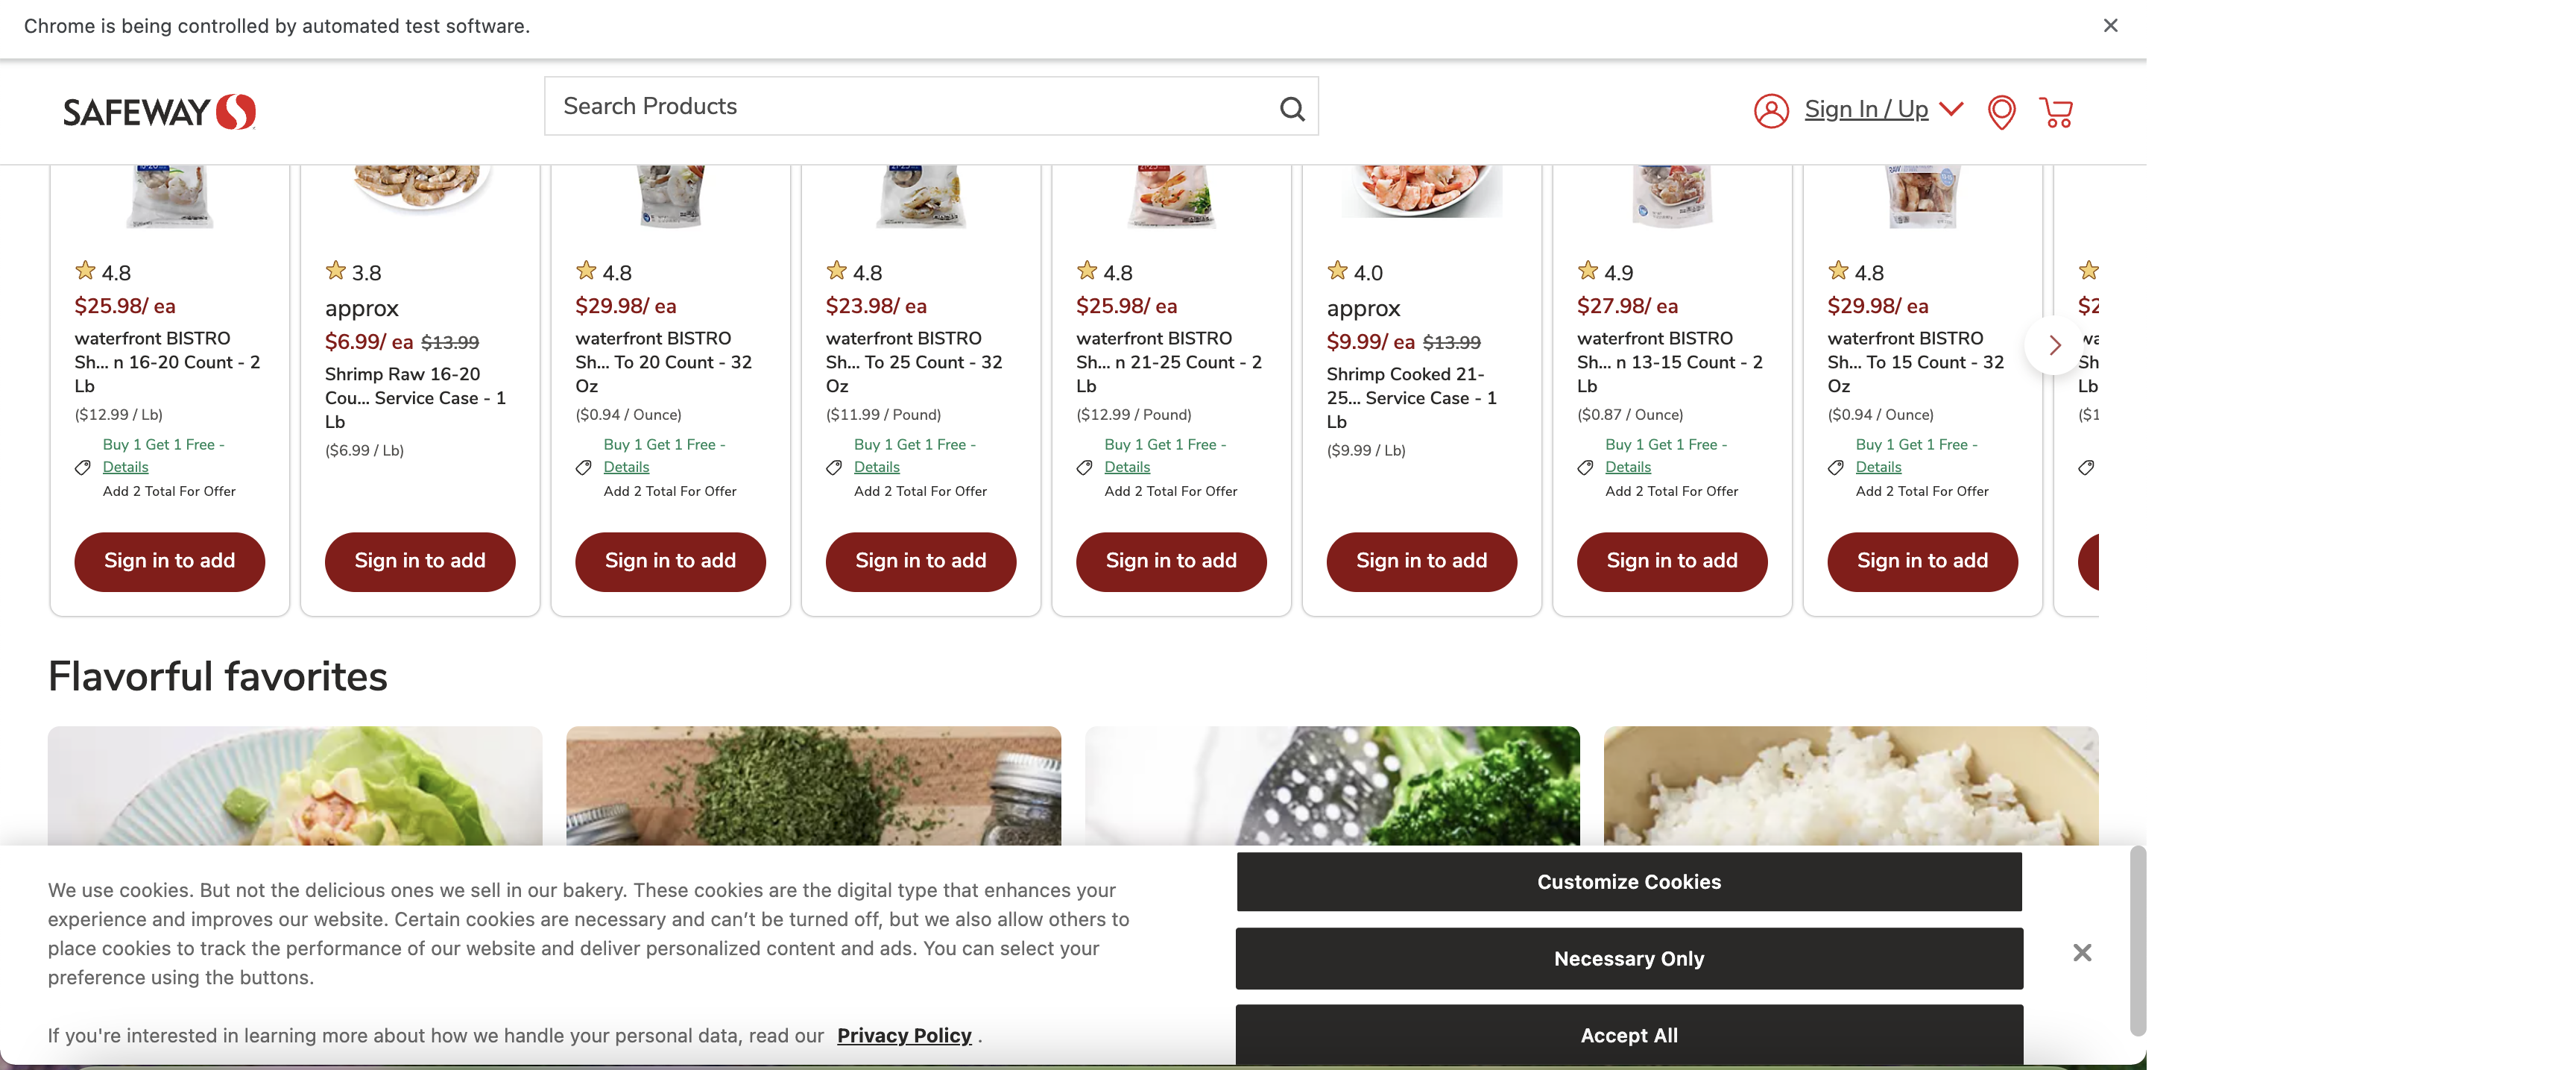 Chrome is being controlled by automated test software.
SAFEWAY
Search Products
Sign In / Up
4.8
$25.98/ ea
waterfront BISTRO
Sh... n 16-20 Count - 2
Lb
($12.99 / Lb)
Buy 1 Get 1 Free -
Details
Add 2 Total For Offer
Sign in to add
3.8
approx
$6.99/ ea $13.99
Shrimp Raw 16-20
Cou... Service Case - 1
Lb
($6.99 / Lb)
Sign in to add
4.8
$29.98/ ea
waterfront BISTRO
Sh... To 20 Count - 32
Oz
($0.94 / Ounce)
Buy 1 Get 1 Free -
Details
Add 2 Total For Offer
Sign in to add
4.8
$23.98/ ea
waterfront BISTRO
Sh... To 25 Count - 32
Oz
($11.99 / Pound)
Buy 1 Get 1 Free -
Details
Add 2 Total For Offer
Sign in to add
4.8
$25.98/ ea
waterfront BISTRO
Sh... n 21-25 Count - 2
Lb
($12.99 / Pound)
Buy 1 Get 1 Free -
Details
Add 2 Total For Offer
Sign in to add
4.0
approx
$9.99/ ea $13.99
Shrimp Cooked 21-
25... Service Case - 1
Lb
($9.99 / Lb)
Sign in to add
4.9
$27.98/ ea
waterfront BISTRO
Sh... n 13-15 Count - 2
Lb
($0.87 / Ounce)
Buy 1 Get 1 Free -
Details
Add 2 Total For Offer
Sign in to add
4.8
$29.98/ ea
waterfront BISTRO
Sh... To 15 Count - 32
Oz
($0.94 / Ounce)
Buy 1 Get 1 Free -
Details
Add 2 Total For Offer
Sign in to add
$2
wa
Sh
Lb
($1
Flavorful favorites
We use cookies. But not the delicious ones we sell in our bakery. These cookies are the digital type that enhances your
experience and improves our website. Certain cookies are necessary and can’t be turned off, but we also allow others to
place cookies to track the performance of our website and deliver personalized content and ads. You can select your
preference using the buttons.
If you're interested in learning more about how we handle your personal data, read our Privacy Policy .
Customize Cookies
Necessary Only
Accept All